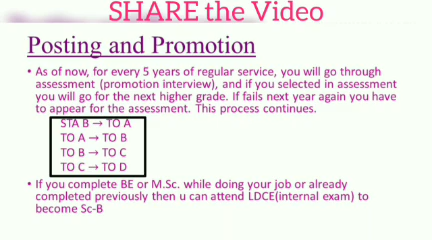 SHARE the Video
Posting and Promotion
• As of now, for every 5 years of regular service, you will go through
assessment (promotion interview), and if you selected in assessment
you will go for the next higher grade. If fails next year again you have
to appear for the assessment. This process continues.
STA B → TO A
TO A → TO B
TO B → TO C
TO C → TO D
• If you complete BE or M.Sc. while doing your job or already
completed previously then u can attend LDCE(internal exam) to
become Sc-B